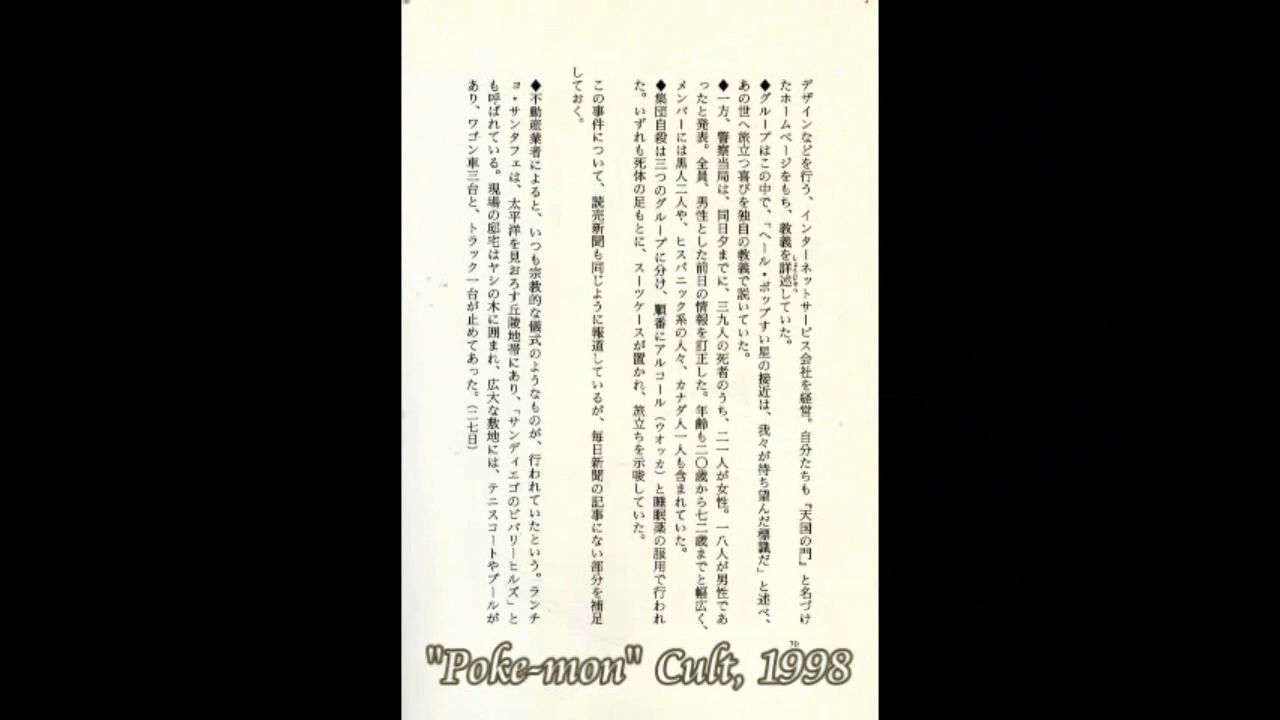 デザインなどを行う、インターネットサービス会社を経営。自分たちも『天国の門』と名づけ
たホームページをもち、教義を詳述していた。
しょうじゅつ
◆グループはこの中で、「ヘール・ボップすい星の接近は、我々が待ち望んだ標識だ」と述べ、
あの世へ旅立つ喜びを独自の教義で説いていた。
◆一方、警察当局は、同日夕までに、三九人の死者のうち、二一人が女性。一八人が男性であ
ったと発表。全員、男性とした前日の情報を訂正した。年齢も二〇歳から七二歳までと幅広く、
メンバーには黒人二人や、ヒスパニック系の人々、カナダ人一人も含まれていた。
◆集団自殺は三つのグループに分け、順番にアルコール（ウオッカ）と睡眠薬の服用で行われ
た。いずれも死体の足もとに、スーツケースが置かれ、旅立ちを示唆していた。
この事件について、読売新聞も同じように報道しているが、毎日新聞の記事にない部分を補足
しておく。
◆不動産業者によると、いつも宗教的な儀式のようなものが、行われていたという。ランチ
ョ・サンタフェは、太平洋を見おろす丘陵地帯にあり、「サンディエゴのビバリーヒルズ」と
も呼ばれている。現場の邸宅はヤシの木に囲まれ、広大な敷地には、テニスコートやプールが
あり、ワゴン車三台と、トラック一台が止めてあった。（二七日）
70
"Poke-mon" Cult, 1998